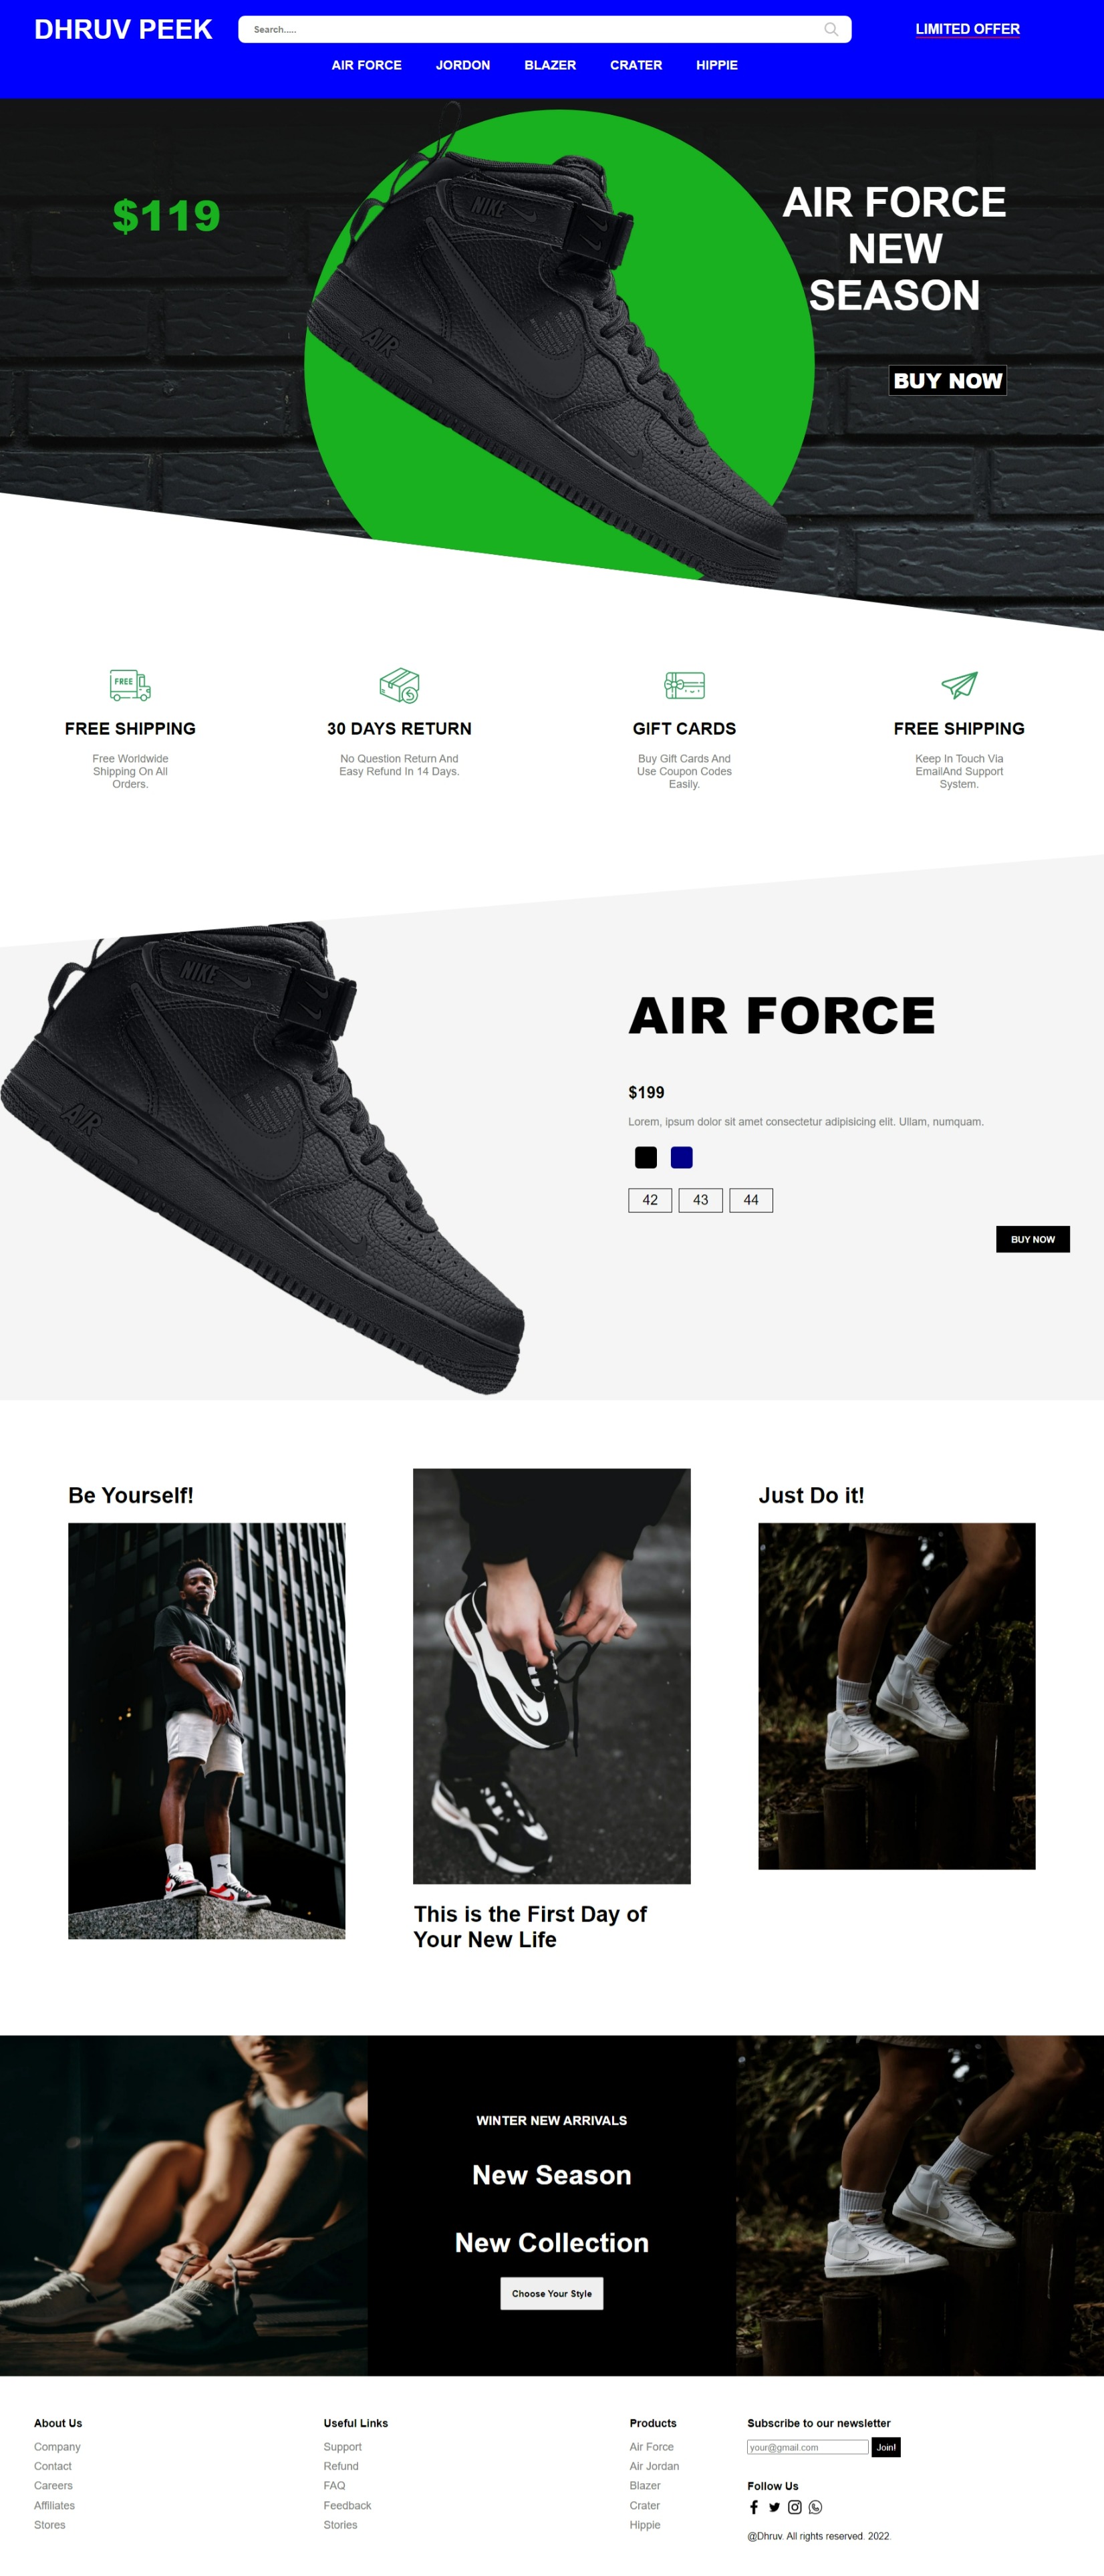 DHRUV PEEK
Search.....
LIMITED OFFER
AIR FORCE
JORDON
BLAZER
CRATER
HIPPIE
$119
NIKE
AIR
AIR FORCE
NEW
SEASON
BUY NOW
FREE
FREE SHIPPING
Free Worldwide
Shipping On All
Orders.
30 DAYS RETURN
No Question Return And
Easy Refund In 14 Days.
GIFT CARDS
Buy Gift Cards And
Use Coupon Codes
Easily.
FREE SHIPPING
Keep In Touch Via
EmailAnd Support
System.
NIKE
AIR
AIR FORCE
$199
Lorem, ipsum dolor sit amet consectetur adipisicing elit. Ullam, numquam.
42
43
44
BUY NOW
Be Yourself!
This is the First Day of
Your New Life
Just Do it!
WINTER NEW ARRIVALS
New Season
New Collection
Choose Your Style
About Us
Company
Contact
Careers
Affiliates
Stores
Useful Links
Support
Refund
FAQ
Feedback
Stories
Products
Air Force
Air Jordan
Blazer
Crater
Hippie
Subscribe to our newsletter
your@gmail.com
Join!
Follow Us
@Dhruv. All rights reserved. 2022.